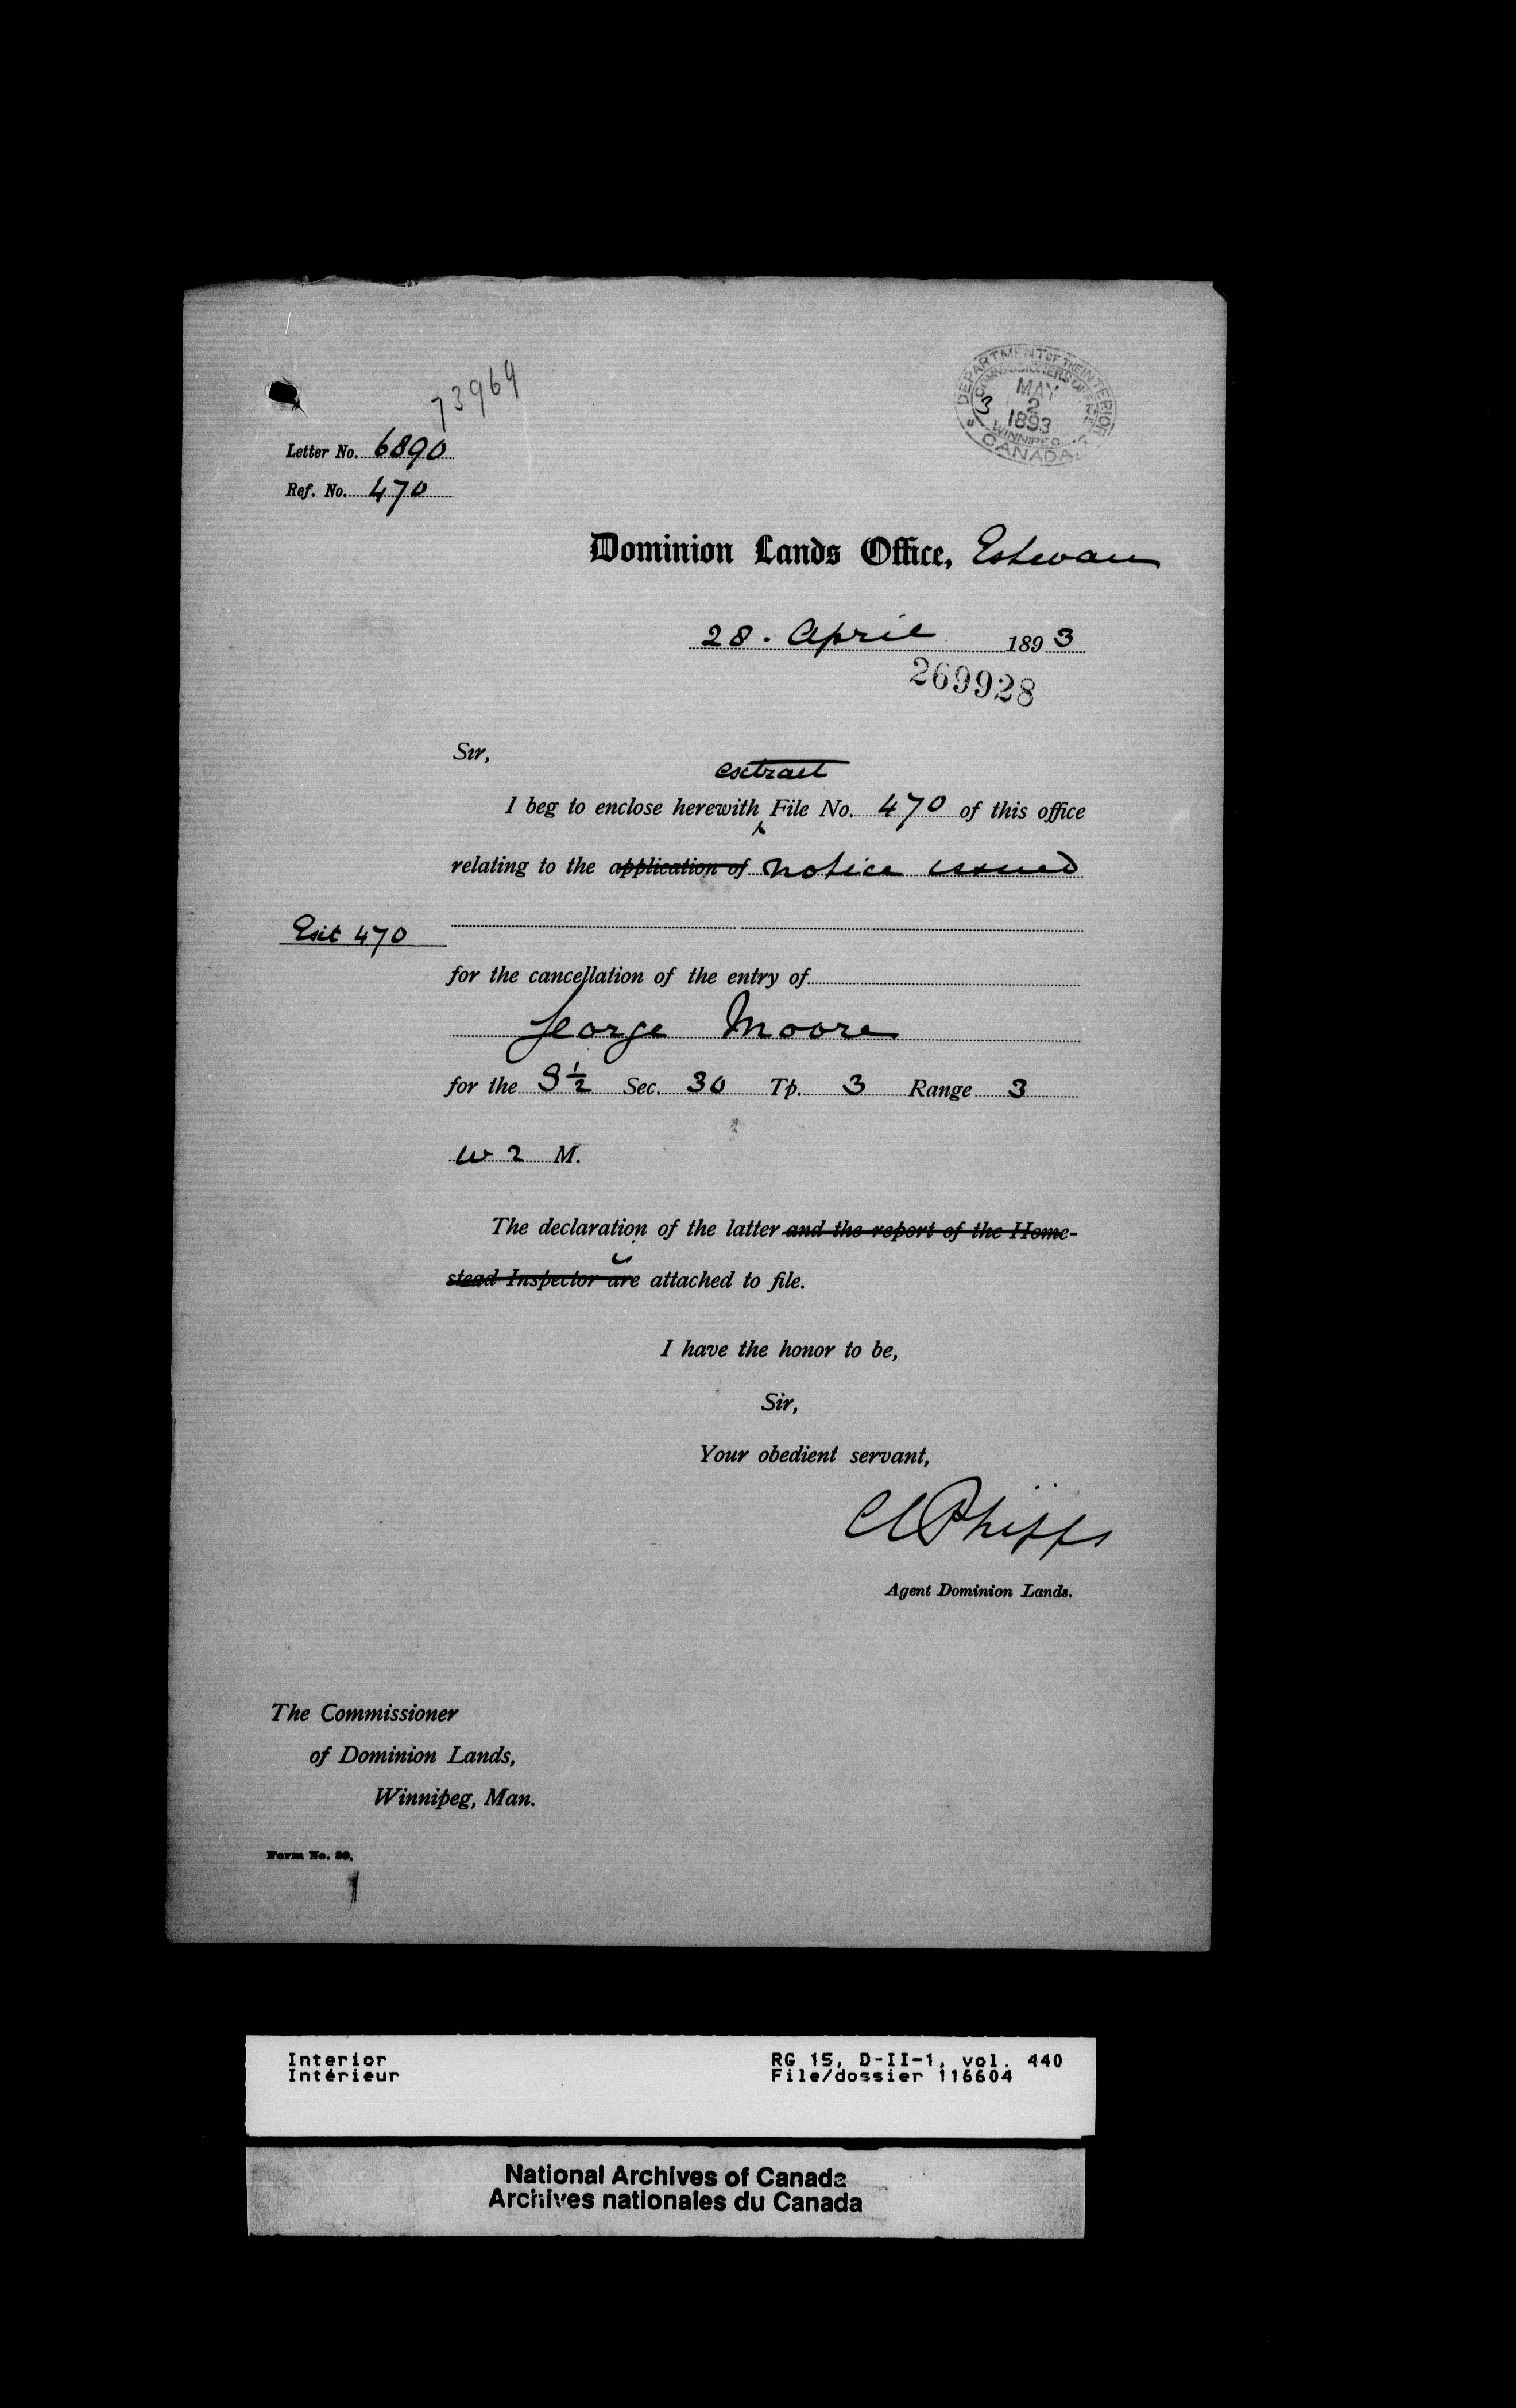 73969
DEPARTMENT OF THE INTERIOR
COMMISSIONERS OFFICE
MAY
3 2
1893
WINNIPEG
CANADA
Letter No. 6890
Ref. No. 470
Dominion Lands Office, Estevan
28. April 1893
269928
Sir,
extract
I beg to enclose herewith ^ File No. 470 of this office
relating to the application of notice issued
Ext 470
for the cancellation of the entry of
George Moore
for the S½ Sec. 30 Tp. 3 Range 3
W 2 M.
The declaration of the latter and the report of the Home-
stead Inspector are attached to file.
I have the honor to be,
Sir,
Your obedient servant,
C Phipps
Agent Dominion Lands.
The Commissioner
of Dominion Lands,
Winnipeg, Man.
Form No. 39.
1
Interior
Intérieur
RG 15, D-II-1, vol. 440
File/dossier 116604
National Archives of Canada
Archives nationales du Canada